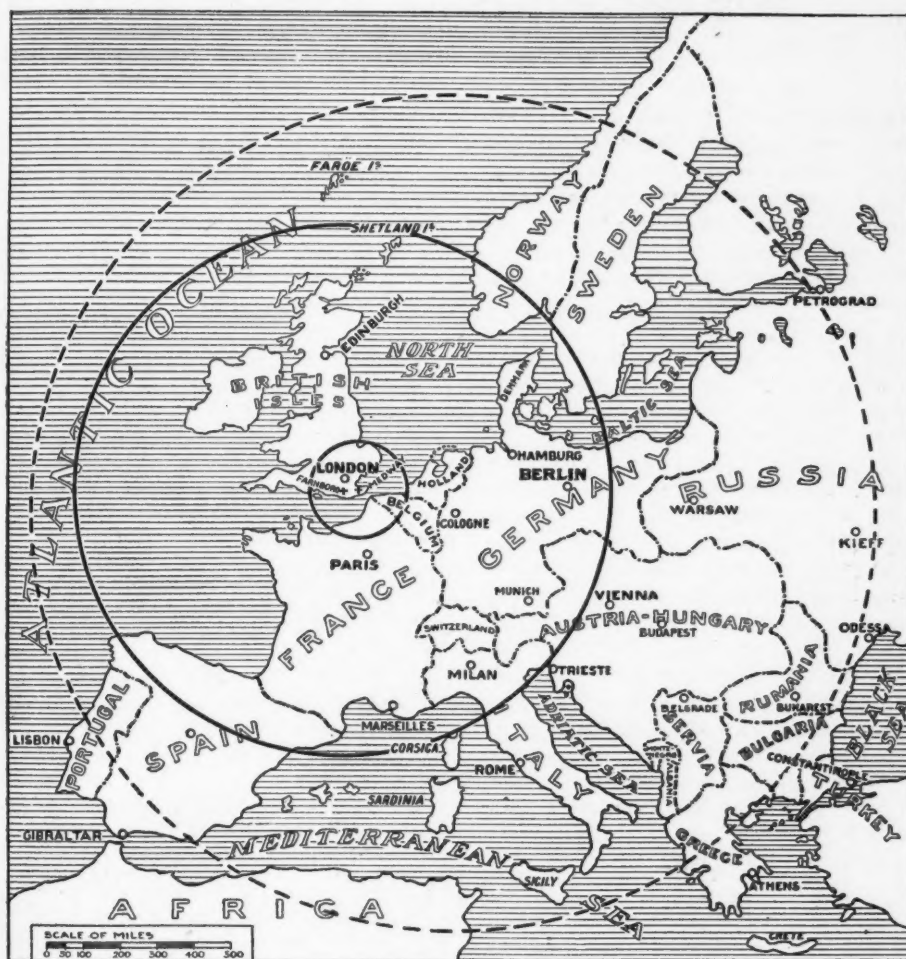 FAROE Is
ATLANTIC OCEAN
SHETLAND Is
NORWAY
SWEDEN
PETROGRAD
EDINBURGH
NORTH
SEA
BRITISH
ISLES
DENMARK
BALTIC SEA
HAMBURG
HOLLAND
BERLIN
GERMANY
RUSSIA
LONDON
MEDWAY
FARNBORO'
BELGIUM
COLOGNE
WARSAW
KIEFF
PARIS
FRANCE
MUNICH
VIENNA
SWITZERLAND
AUSTRIA-HUNGARY
BUDAPEST
ODESSA
MILAN
TRIESTE
RUMANIA
BUKAREST
BLACK
SEA
PORTUGAL
LISBON
SPAIN
MARSEILLES
CORSICA
ITALY
ADRIATIC SEA
BELGRADE
SERVIA
MONTE
NEGRO
ALBANIA
BULGARIA
CONSTANTINOPLE
TURKEY
ROME
SARDINIA
GIBRALTAR
MEDITERRANEAN
SEA
GREECE
ATHENS
SICILY
CRETE
AFRICA
SCALE OF MILES
0 50 100 200 300 400 500